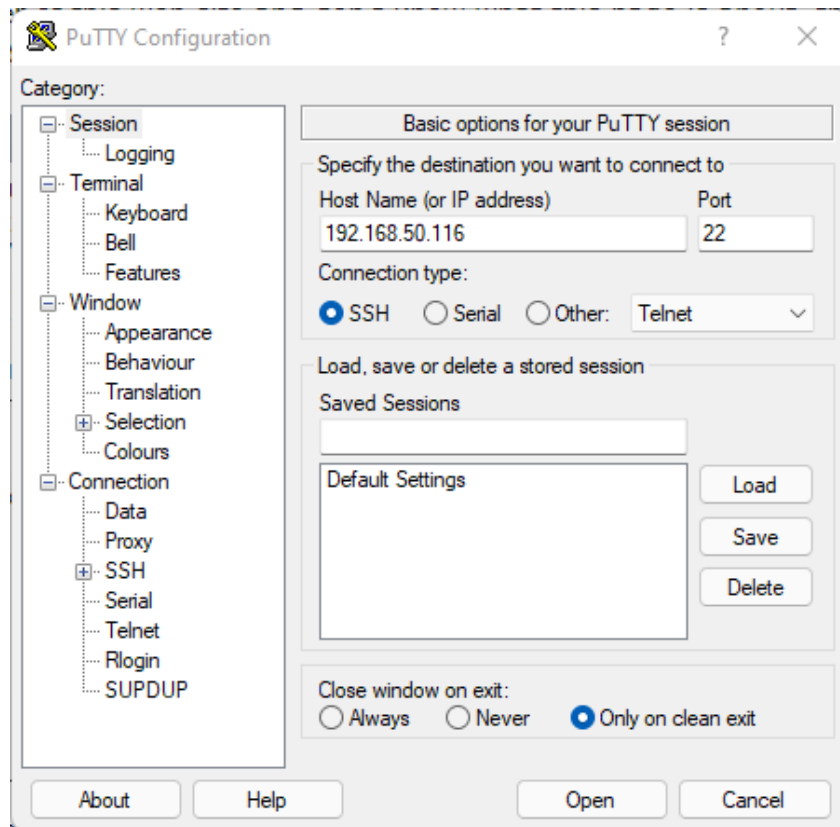 PuTTY Configuration
?
Category:
Session
Logging
Terminal
Keyboard
Bell
Features
Window
Appearance
Behaviour
Translation
Selection
Colours
Connection
Data
Proxy
SSH
Serial
Telnet
Rlogin
SUPDUP
Basic options for your PuTTY session
Specify the destination you want to connect to
Host Name (or IP address) Port
192.168.50.116 22
Connection type:
SSH Serial Other: Telnet
Load, save or delete a stored session
Saved Sessions
Default Settings
Load
Save
Delete
Close window on exit:
Always Never Only on clean exit
About Help Open Cancel